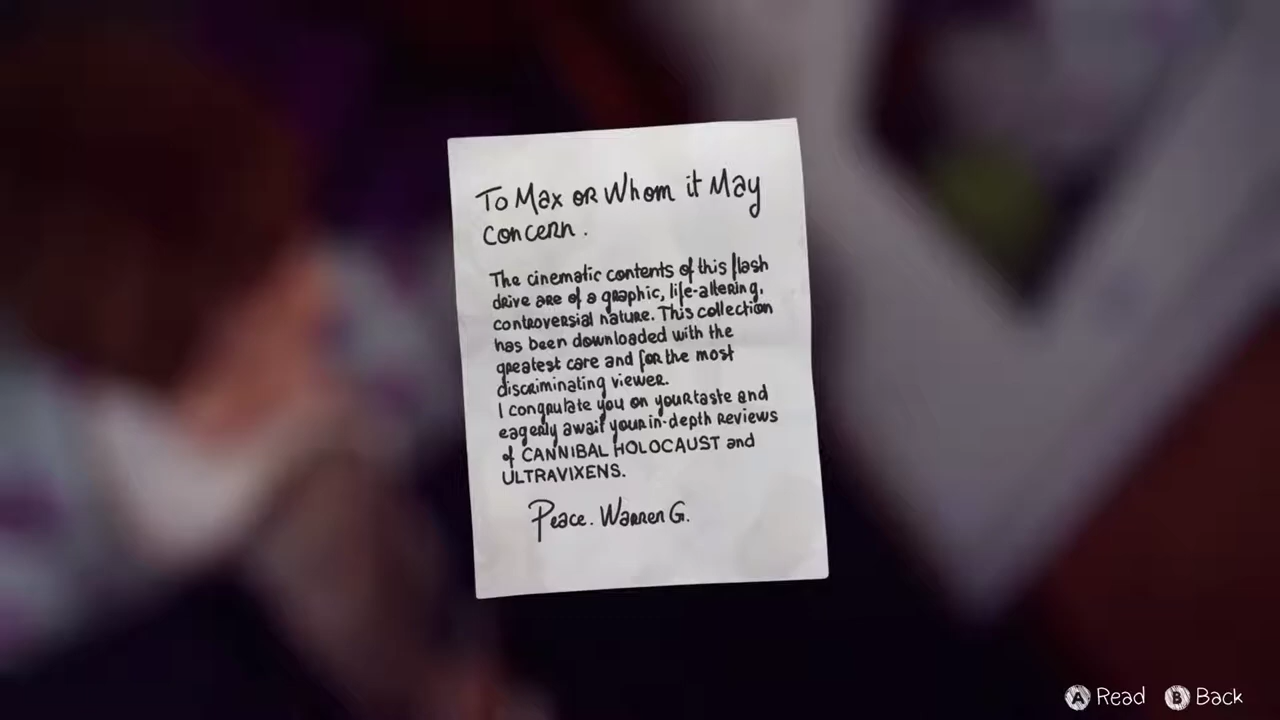 To Max or Whom it May
Concern.
The cinematic contents of this flash
drive are of a graphic, life-altering,
controversial nature. This collection
has been downloaded with the
greatest care and for the most
discriminating viewer.
I congrulate you on your taste and
eagerly await your in-depth reviews
of CANNIBAL HOLOCAUST and
ULTRAVIXENS.
Peace. Warren G.
A Read B Back